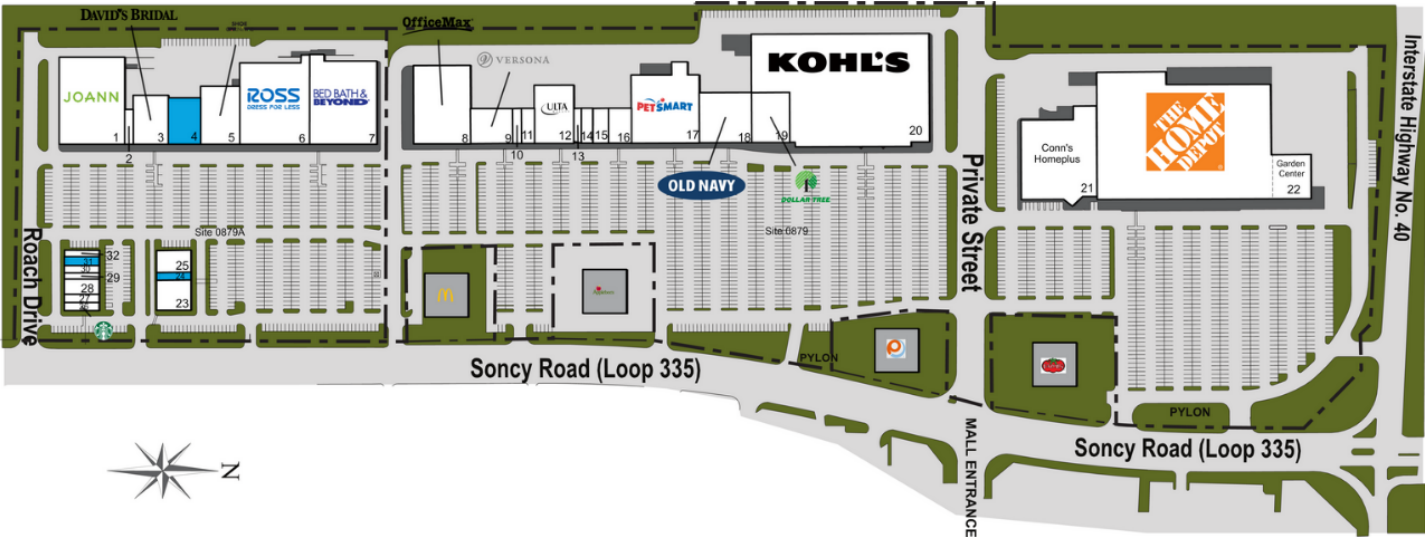 DAVID'S BRIDAL
SHOE
OfficeMax
VERSONA
JOANN
ROSS
DRESS FOR LESS
BED BATH &
BEYOND
ULTA
PETSMART
KOHL'S
THE
HOME
DEPOT
Conn's
Homeplus
Garden
Center
1
2
3
4
5
6
7
8
9
10
11
12
13
14
15
16
17
18
19
20
21
22
OLD NAVY
DOLLAR TREE
Site 0879A
Site 0879
Roach Drive
Private Street
Interstate Highway No. 40
32
31
30
29
28
27
25
24
23
Applebee's
PYLON
PYLON
Soncy Road (Loop 335)
Soncy Road (Loop 335)
MALL ENTRANCE
N